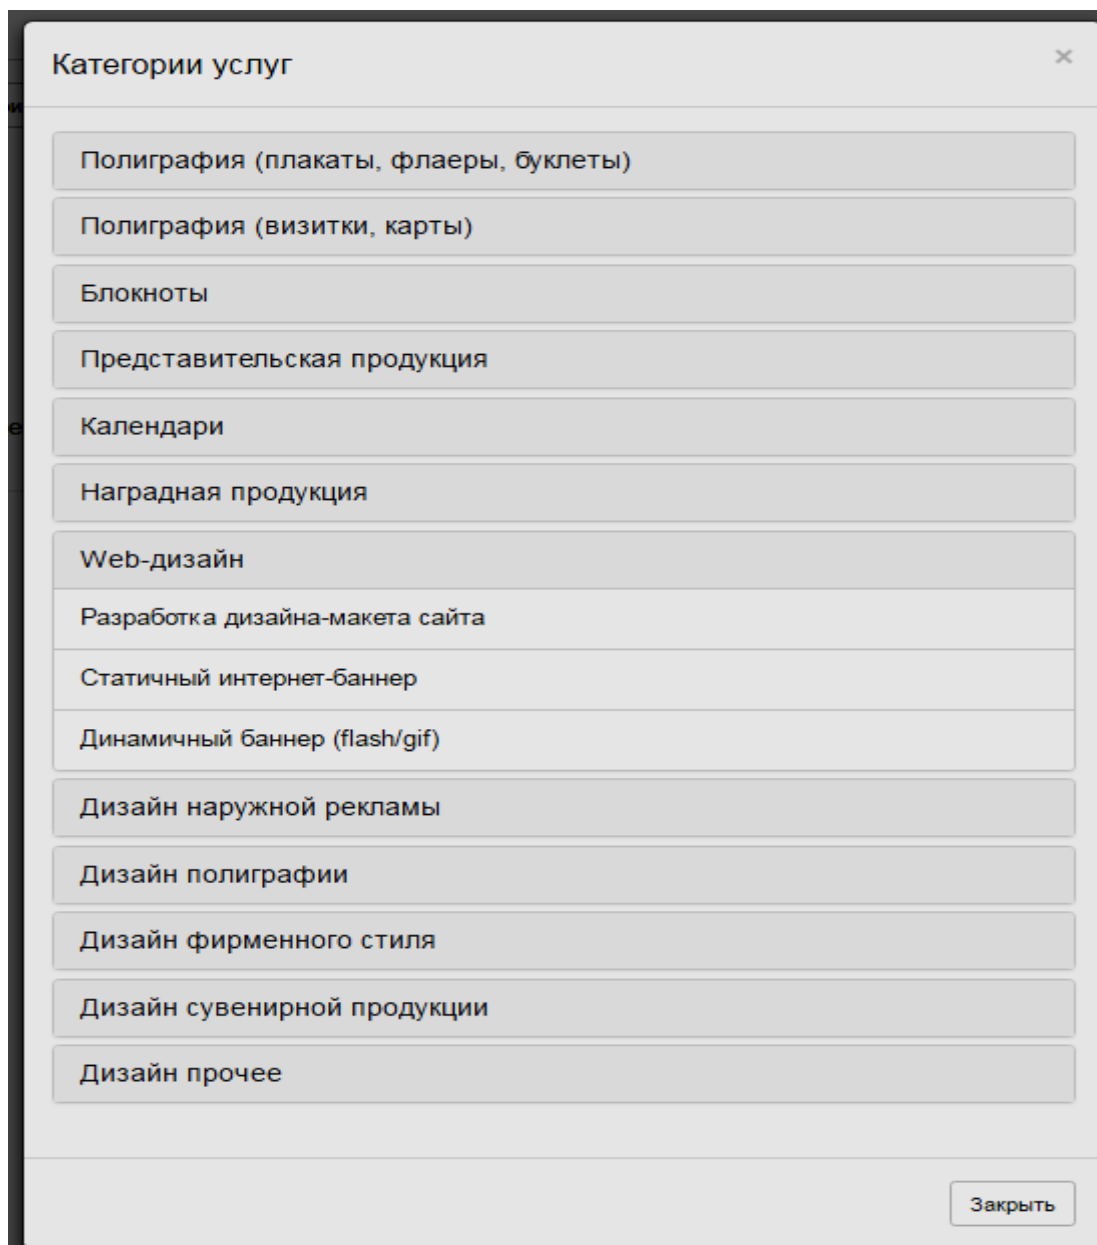 Категории услуг
×
Полиграфия (плакаты, флаеры, буклеты)
Полиграфия (визитки, карты)
Блокноты
Представительская продукция
Календари
Наградная продукция
Web-дизайн
Разработка дизайна-макета сайта
Статичный интернет-баннер
Динамичный баннер (flash/gif)
Дизайн наружной рекламы
Дизайн полиграфии
Дизайн фирменного стиля
Дизайн сувенирной продукции
Дизайн прочее
Закрыть